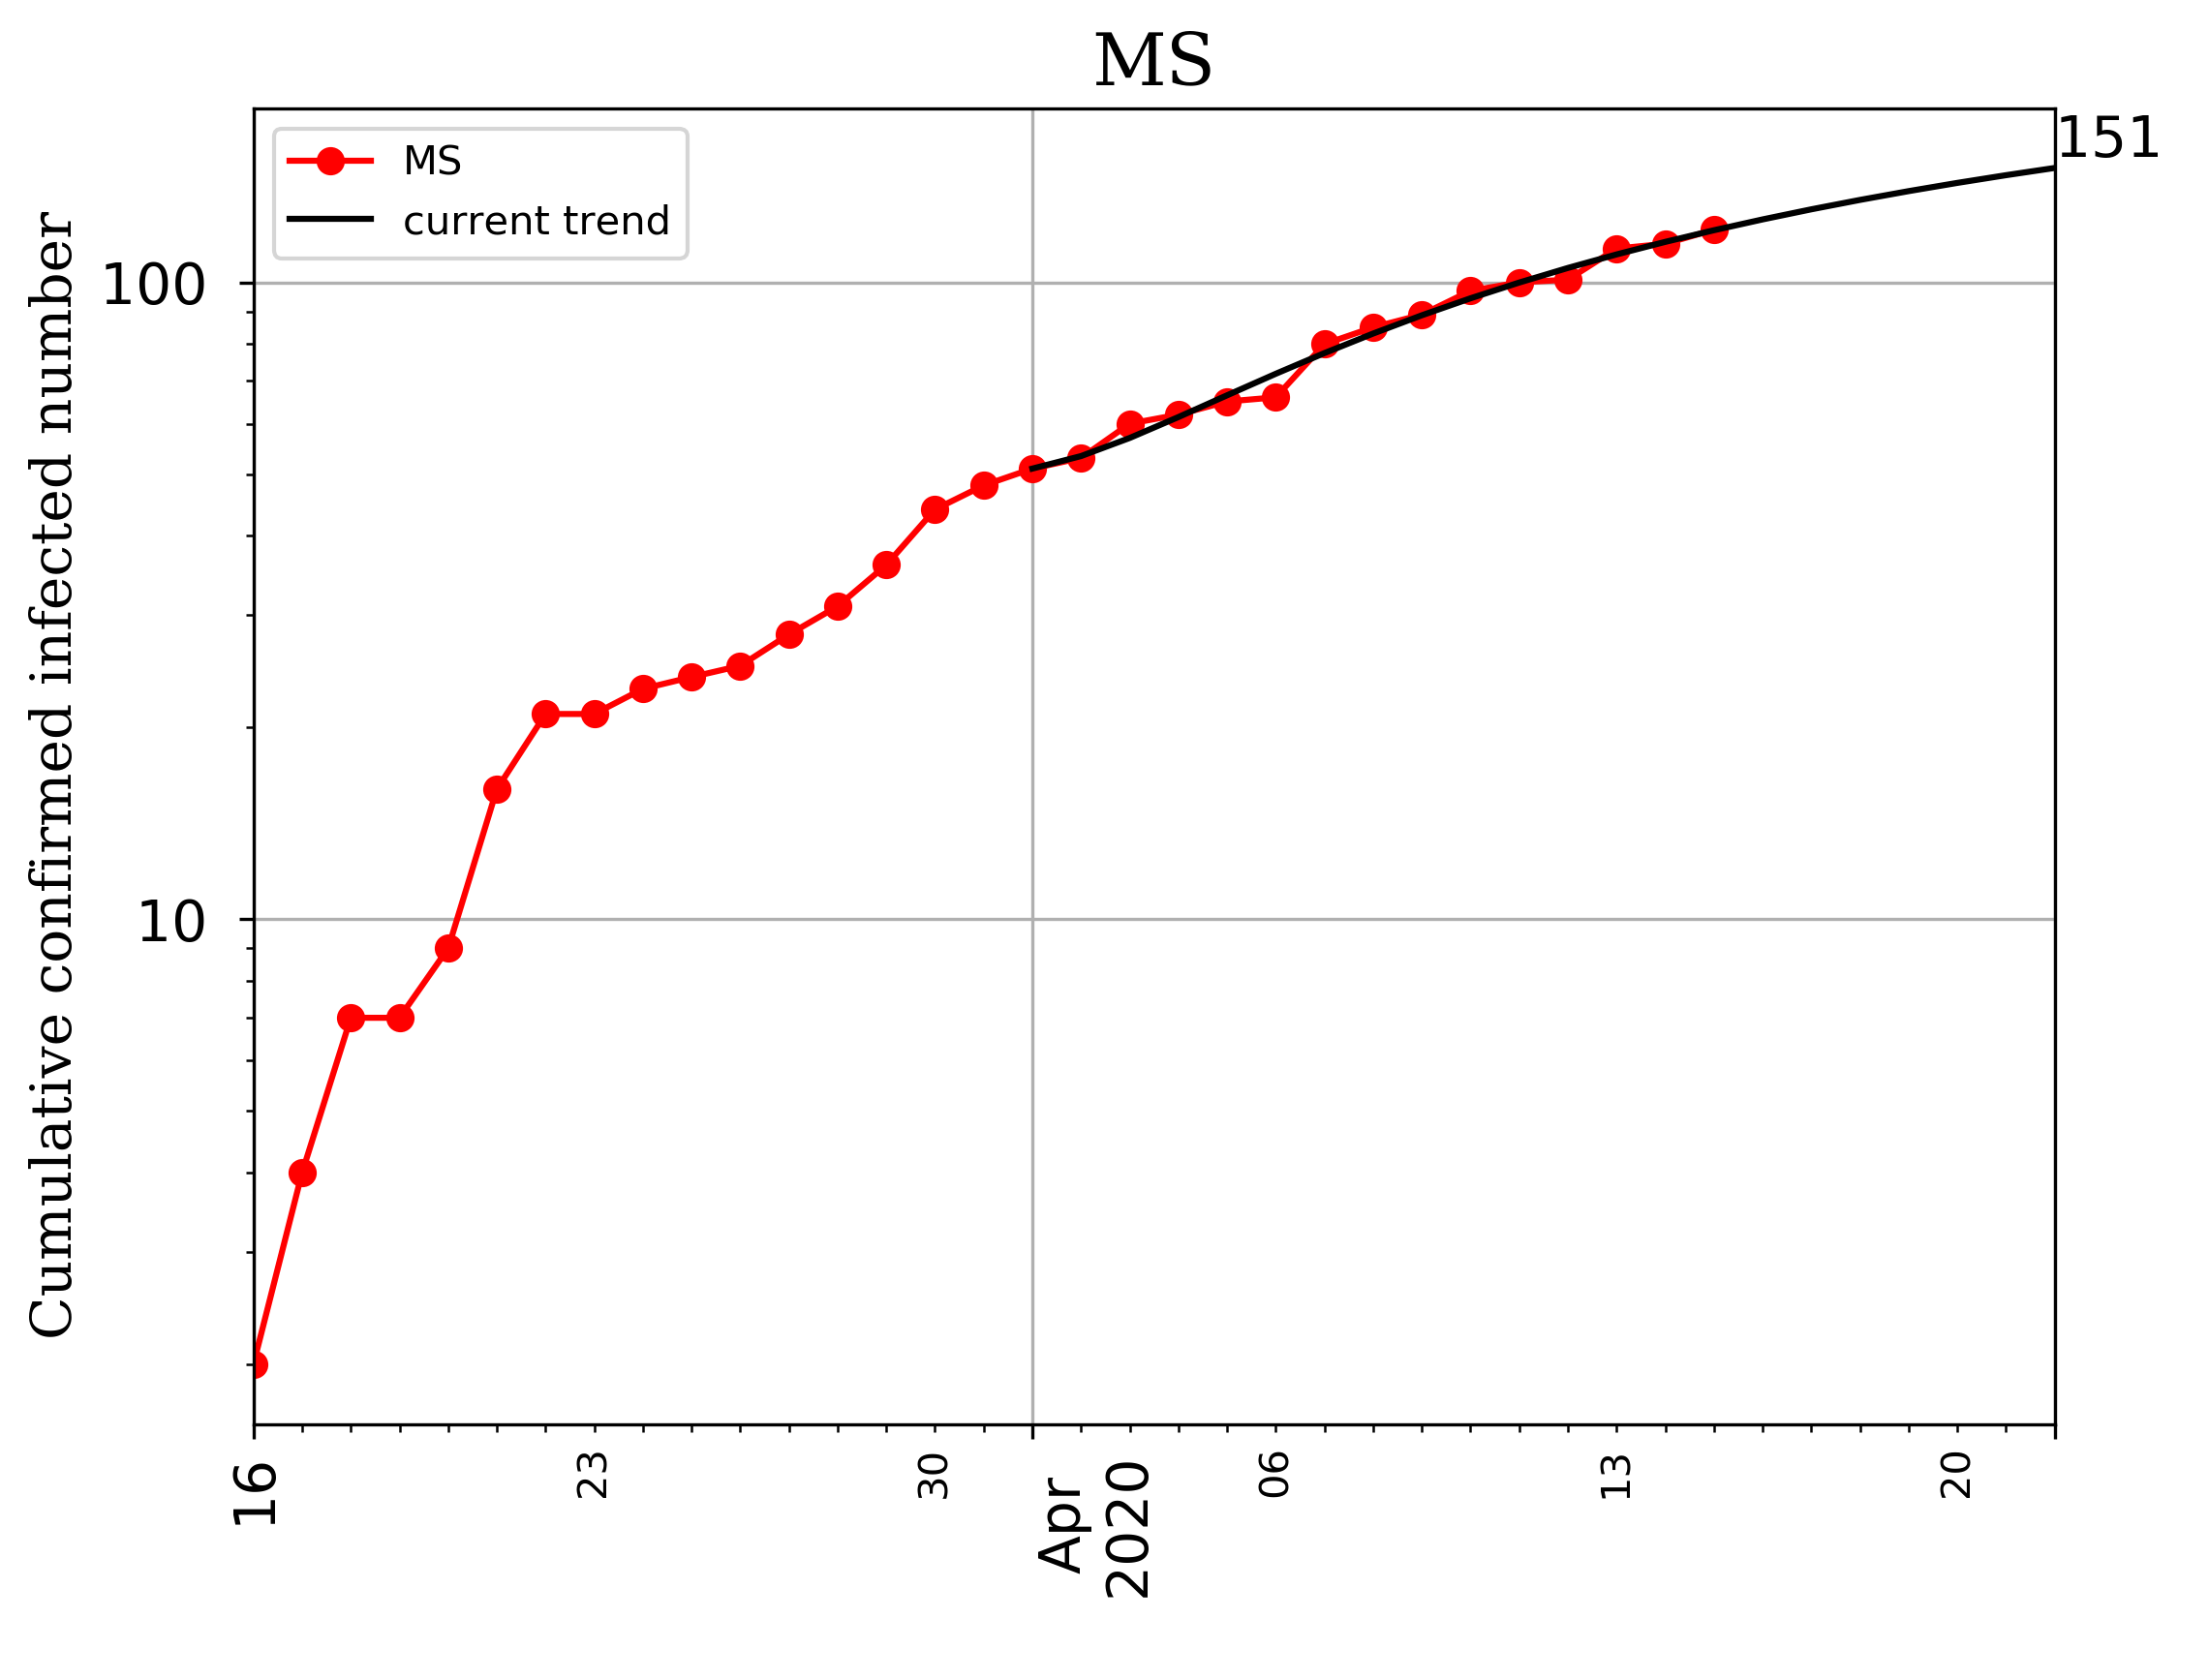 MS
151
MS
current trend
Cumulative confirmed infected number
100
10
16
23
30
Apr
2020
06
13
20